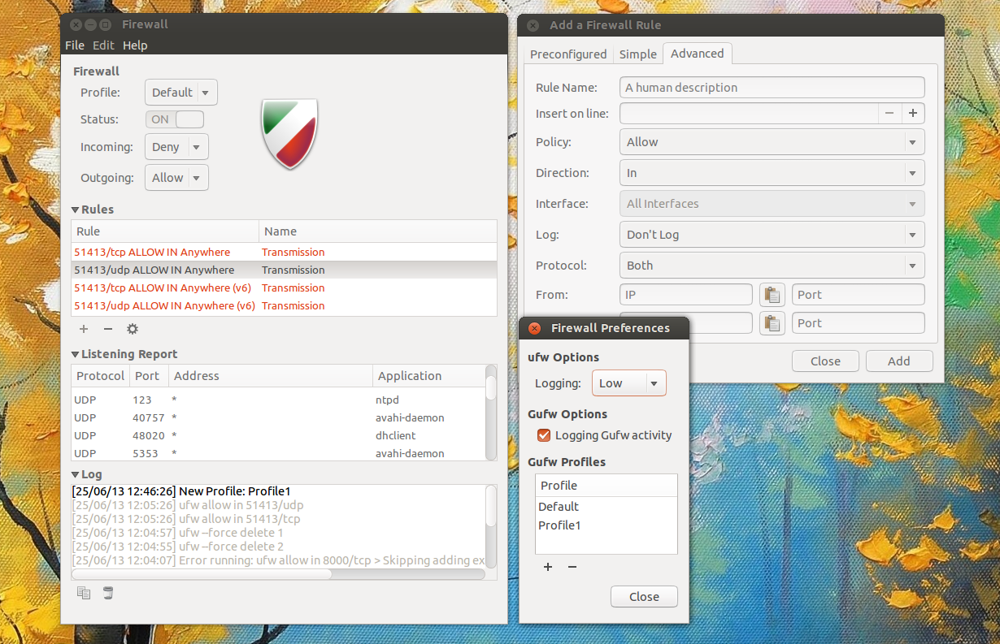 Firewall
File Edit Help
Firewall
Profile: Default
Status: ON
Incoming: Deny
Outgoing: Allow
Rules
Rule Name
51413/tcp ALLOW IN Anywhere Transmission
51413/udp ALLOW IN Anywhere Transmission
51413/tcp ALLOW IN Anywhere (v6) Transmission
51413/udp ALLOW IN Anywhere (v6) Transmission
Listening Report
Protocol Port Address Application
UDP 123 * ntpd
UDP 40757 * avahi-daemon
UDP 48020 * dhclient
UDP 5353 * avahi-daemon
Log
[25/06/13 12:46:26] New Profile: Profile1
[25/06/13 12:05:26] ufw allow in 51413/udp
[25/06/13 12:05:26] ufw allow in 51413/tcp
[25/06/13 12:04:57] ufw --force delete 1
[25/06/13 12:04:55] ufw --force delete 2
[25/06/13 12:04:07] Error running: ufw allow in 8000/tcp > Skipping adding ex
Add a Firewall Rule
Preconfigured Simple Advanced
Rule Name: A human description
Insert on line:
Policy: Allow
Direction: In
Interface: All Interfaces
Log: Don't Log
Protocol: Both
From: IP Port
Port
Close Add
Firewall Preferences
ufw Options
Logging: Low
Gufw Options
Logging Gufw activity
Gufw Profiles
Profile
Default
Profile1
Close